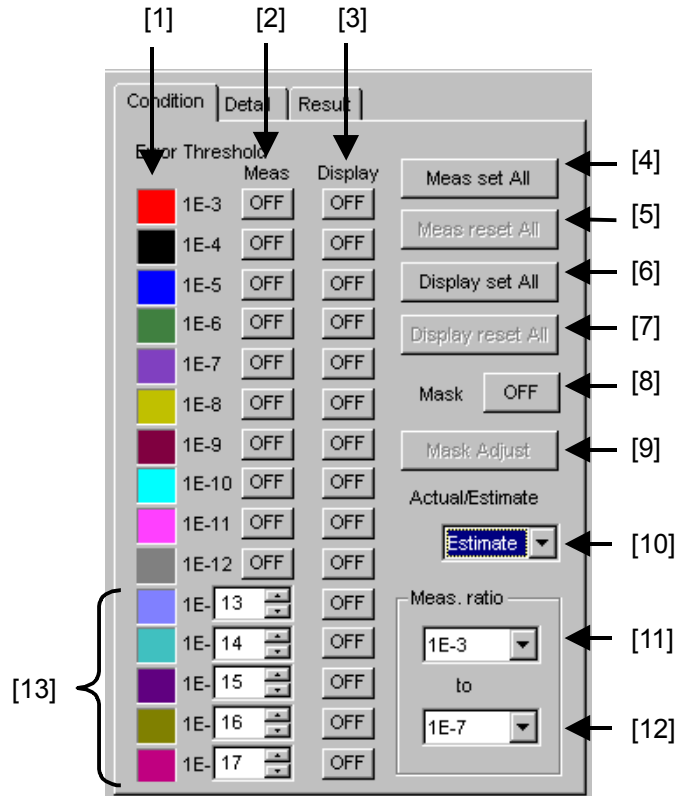 [1] [2] [3]
Condition Detail Result
Error Threshold
Meas Display
1E-3 OFF OFF
1E-4 OFF OFF
1E-5 OFF OFF
1E-6 OFF OFF
1E-7 OFF OFF
1E-8 OFF OFF
1E-9 OFF OFF
1E-10 OFF OFF
1E-11 OFF OFF
1E-12 OFF OFF
1E- 13 OFF
1E- 14 OFF
1E- 15 OFF
1E- 16 OFF
1E- 17 OFF
[13]
Meas set All [4]
Meas reset All [5]
Display set All [6]
Display reset All [7]
Mask OFF [8]
Mask Adjust [9]
Actual/Estimate
Estimate [10]
Meas. ratio
1E-3 [11]
to
1E-7 [12]